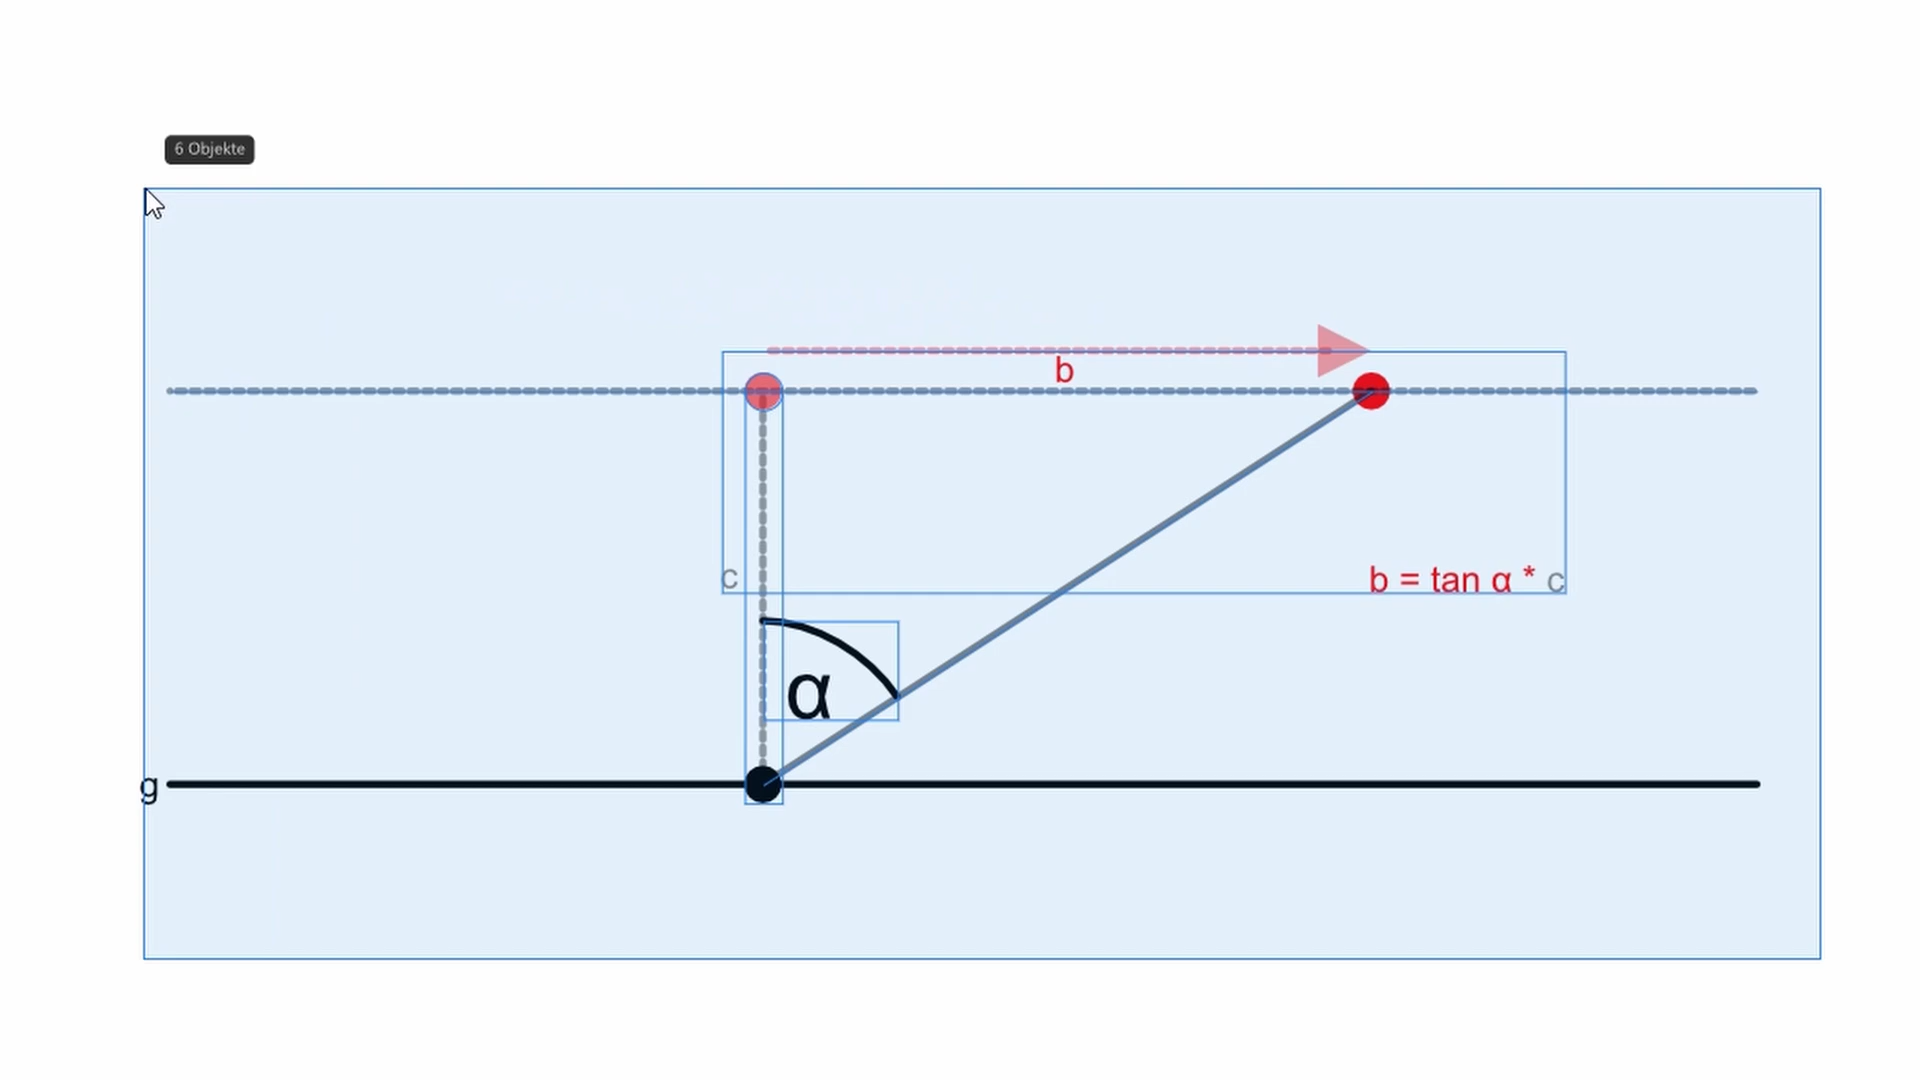 6 Objekte
b
c
b = tan α * c
α
g